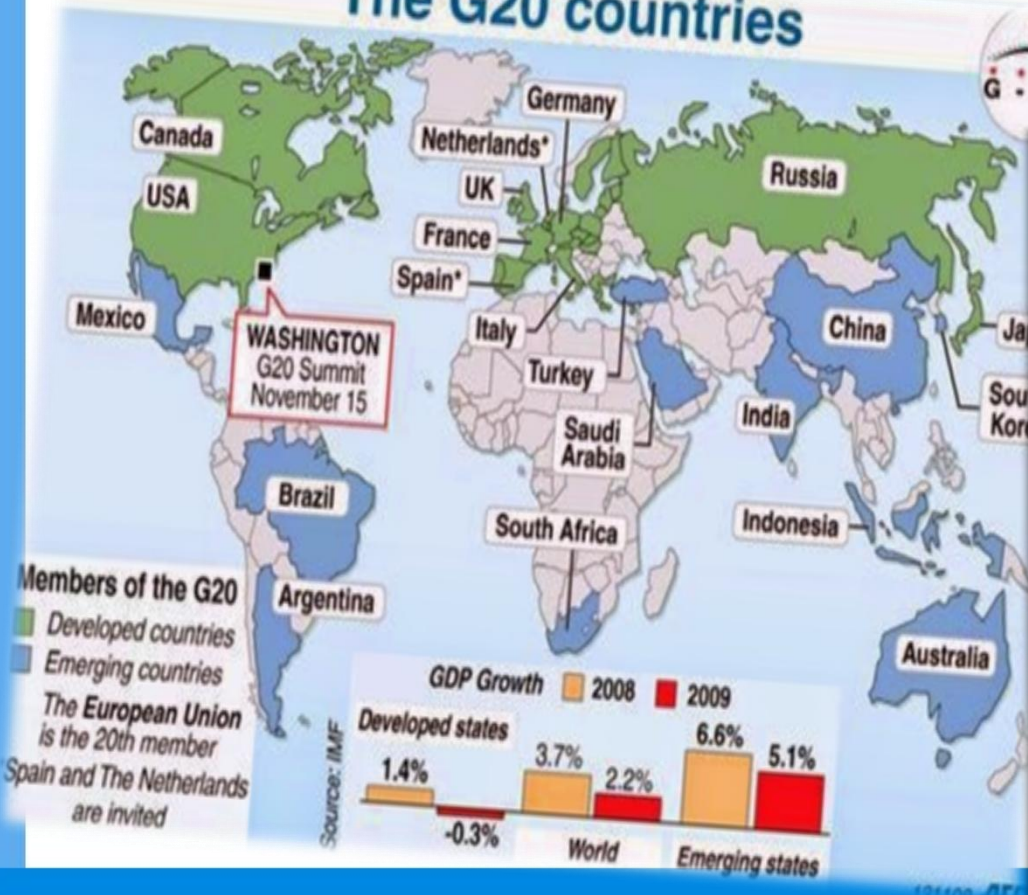 The G20 countries
G
Canada
USA
Mexico
WASHINGTON
G20 Summit
November 15
Germany
Netherlands*
UK
France
Spain*
Italy
Turkey
Saudi
Arabia
South Africa
Russia
China
India
Indonesia
Australia
Brazil
Argentina
Members of the G20
Developed countries
Emerging countries
The European Union
is the 20th member
Spain and The Netherlands
are invited
Source: IMF
GDP Growth 2008 2009
Developed states
1.4%
-0.3%
3.7%
2.2%
World
6.6%
5.1%
Emerging states